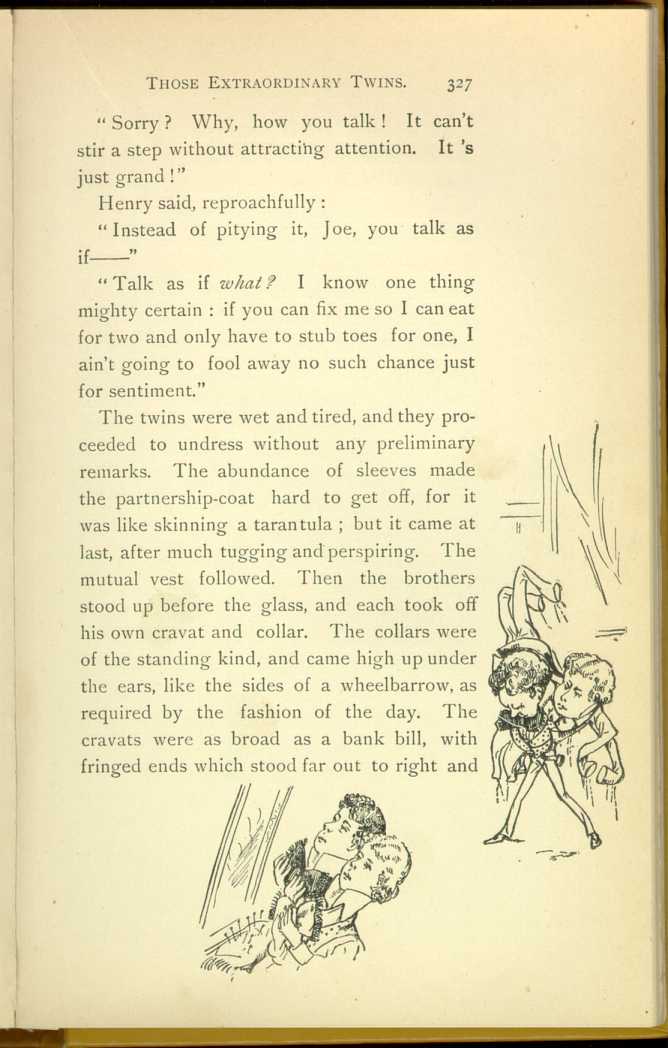 THOSE EXTRAORDINARY TWINS. 327
“ Sorry ? Why, how you talk ! It can’t
stir a step without attracting attention. It ’s
just grand !”
Henry said, reproachfully :
“ Instead of pitying it, Joe, you talk as
if——”
“ Talk as if what ? I know one thing
mighty certain : if you can fix me so I can eat
for two and only have to stub toes for one, I
ain’t going to fool away no such chance just
for sentiment.”
The twins were wet and tired, and they pro-
ceeded to undress without any preliminary
remarks. The abundance of sleeves made
the partnership-coat hard to get off, for it
was like skinning a tarantula ; but it came at
last, after much tugging and perspiring. The
mutual vest followed. Then the brothers
stood up before the glass, and each took off
his own cravat and collar. The collars were
of the standing kind, and came high up under
the ears, like the sides of a wheelbarrow, as
required by the fashion of the day. The
cravats were as broad as a bank bill, with
fringed ends which stood far out to right and